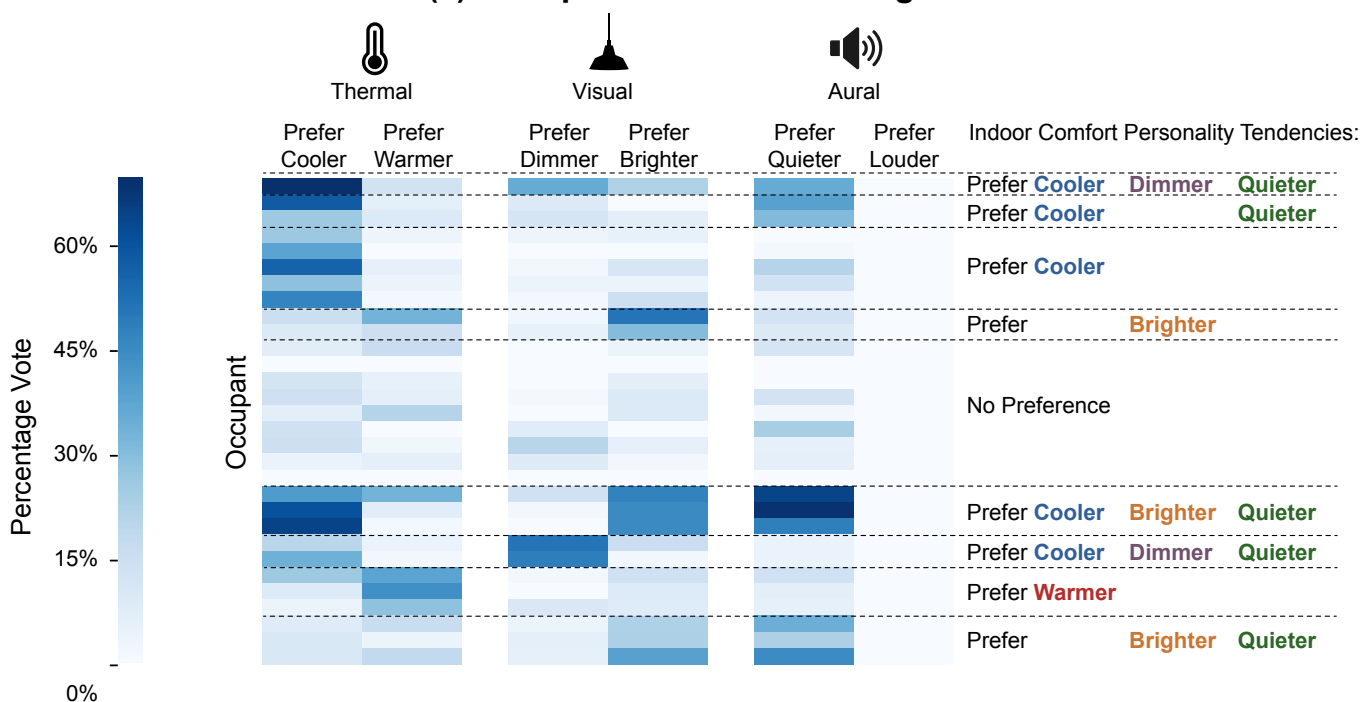 Thermal
Visual
Aural
Prefer Cooler
Prefer Warmer
Prefer Dimmer
Prefer Brighter
Prefer Quieter
Prefer Louder
Indoor Comfort Personality Tendencies:
Prefer Cooler Dimmer Quieter
Prefer Cooler Quieter
Prefer Cooler
Prefer Brighter
No Preference
Prefer Cooler Brighter Quieter
Prefer Cooler Dimmer Quieter
Prefer Warmer
Prefer Brighter Quieter
Occupant
Percentage Vote
60%
45%
30%
15%
0%